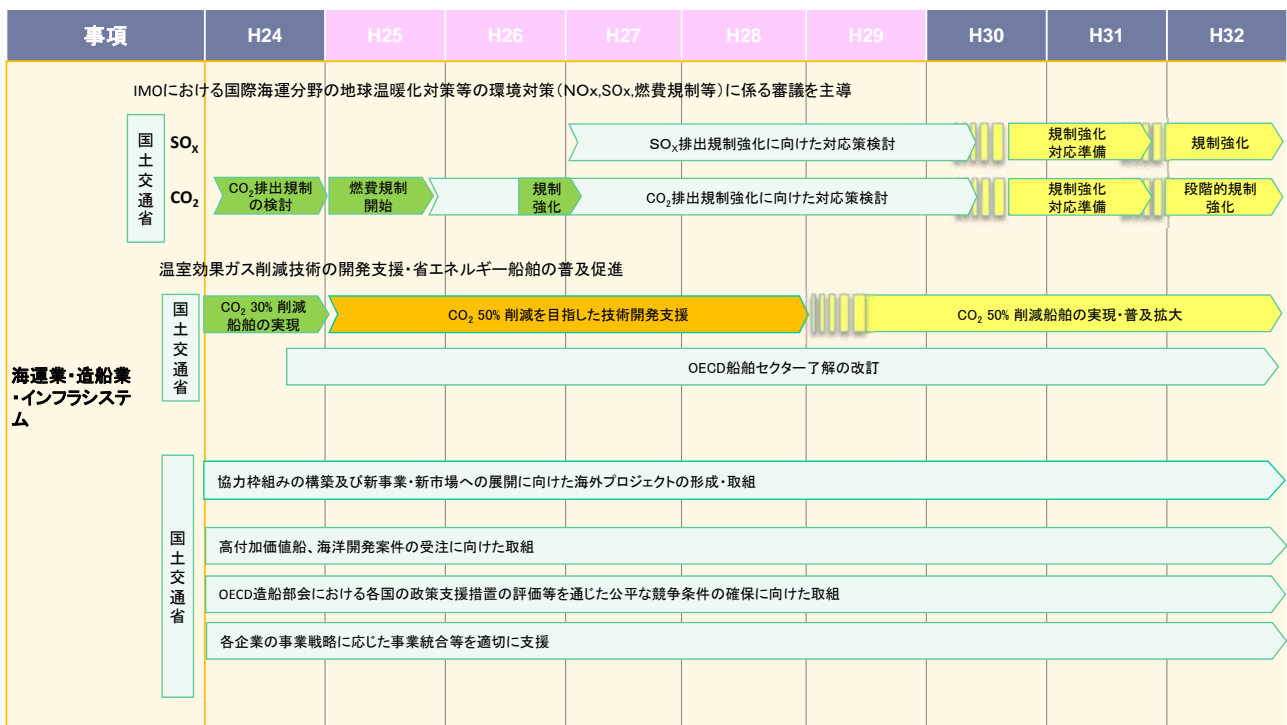 事項 H24 H25 H26 H27 H28 H29 H30 H31 H32
IMOにおける国際海運分野の地球温暖化対策等の環境対策(NOx,SOx,燃費規制等)に係る審議を主導
国土交通省
SOX
SOX排出規制強化に向けた対応策検討
規制強化
対応準備
規制強化
CO2
CO2排出規制
の検討
燃費規制
開始
規制
強化
CO2排出規制強化に向けた対応策検討
規制強化
対応準備
段階的規制
強化
温室効果ガス削減技術の開発支援・省エネルギー船舶の普及促進
国土交通省
CO2 30% 削減
船舶の実現
CO2 50% 削減を目指した技術開発支援
CO2 50% 削減船舶の実現・普及拡大
OECD船舶セクター了解の改訂
海運業・造船業
・インフラシステ
ム
国土交通省
協力枠組みの構築及び新事業・新市場への展開に向けた海外プロジェクトの形成・取組
高付加価値船、海洋開発案件の受注に向けた取組
OECD造船部会における各国の政策支援措置の評価等を通じた公平な競争条件の確保に向けた取組
各企業の事業戦略に応じた事業統合等を適切に支援